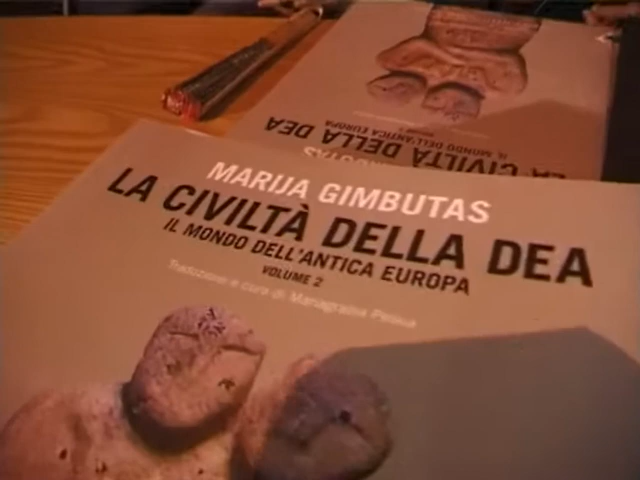 MARIJA GIMBUTAS
LA CIVILTÀ DELLA DEA
IL MONDO DELL'ANTICA EUROPA
VOLUME 2
Traduzione e cura di Mariagrazia Pelaia
LA CIVILTÀ DELLA DEA
IL MONDO DELL'ANTICA EUROPA